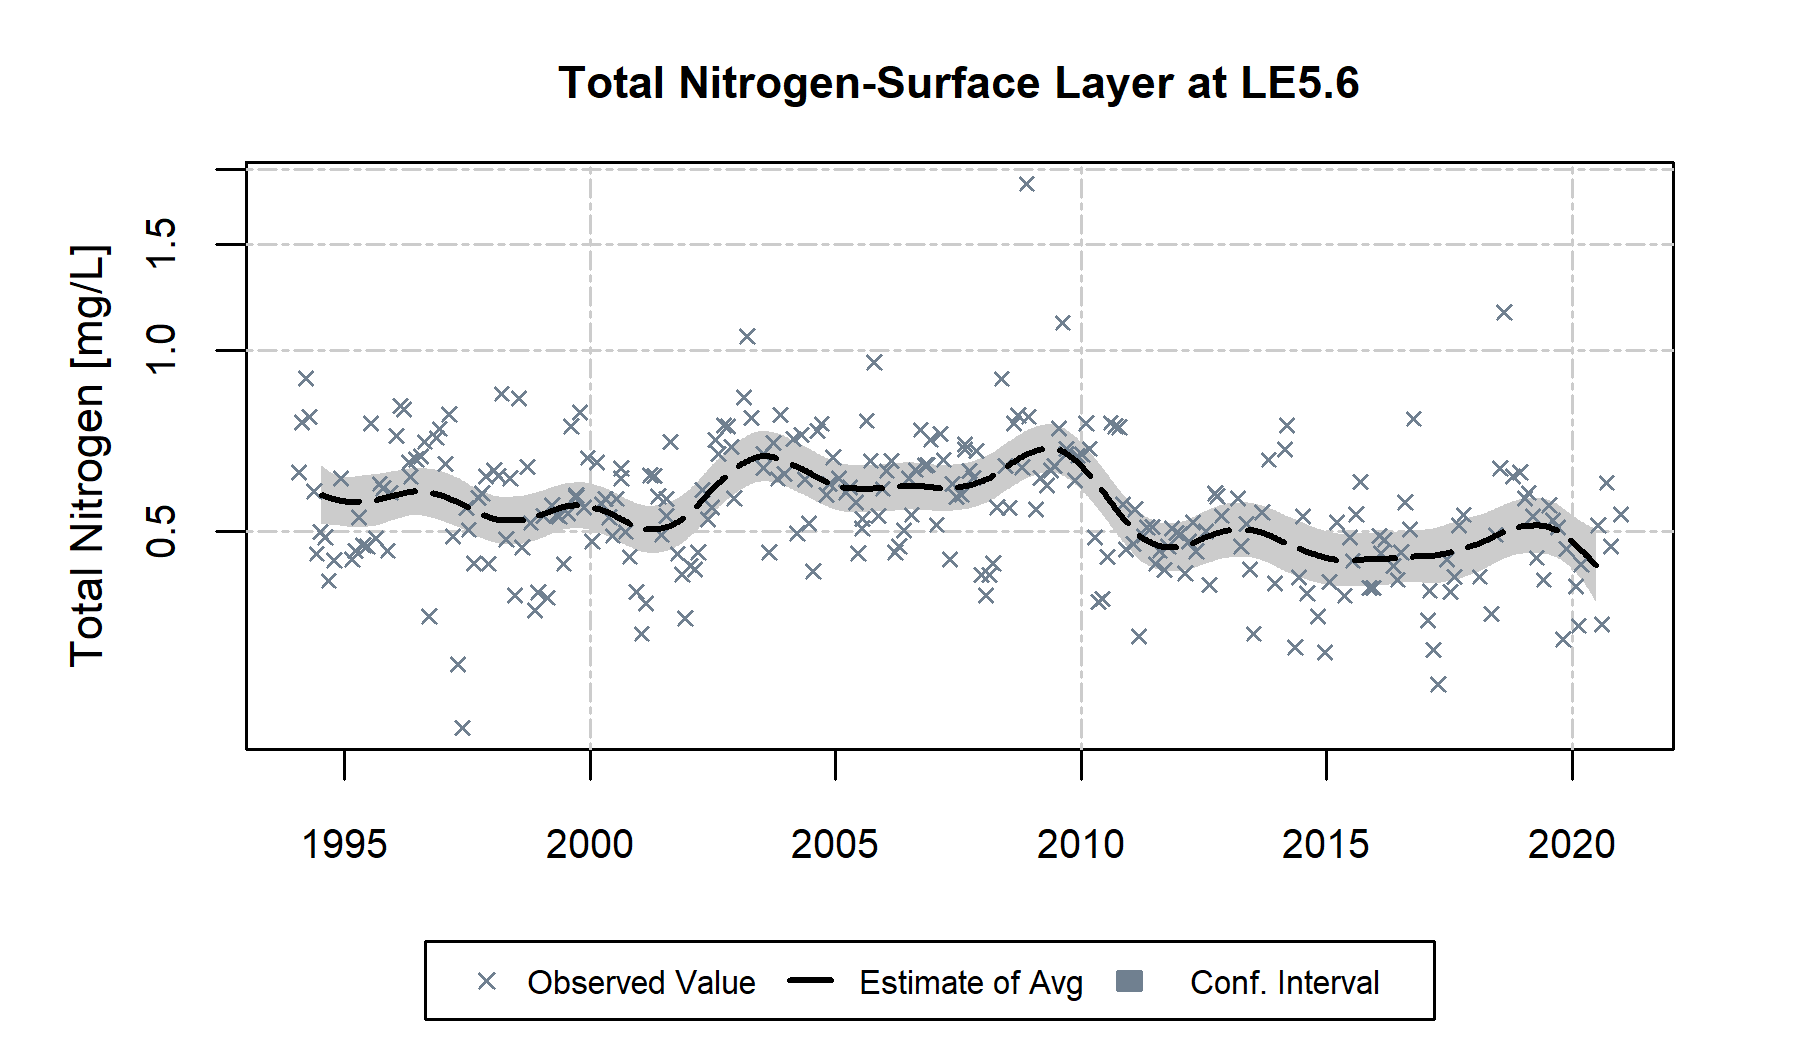 Total Nitrogen-Surface Layer at LE5.6
Total Nitrogen [mg/L]
1.5
1.0
0.5
1995 2000 2005 2010 2015 2020
Observed Value Estimate of Avg Conf. Interval